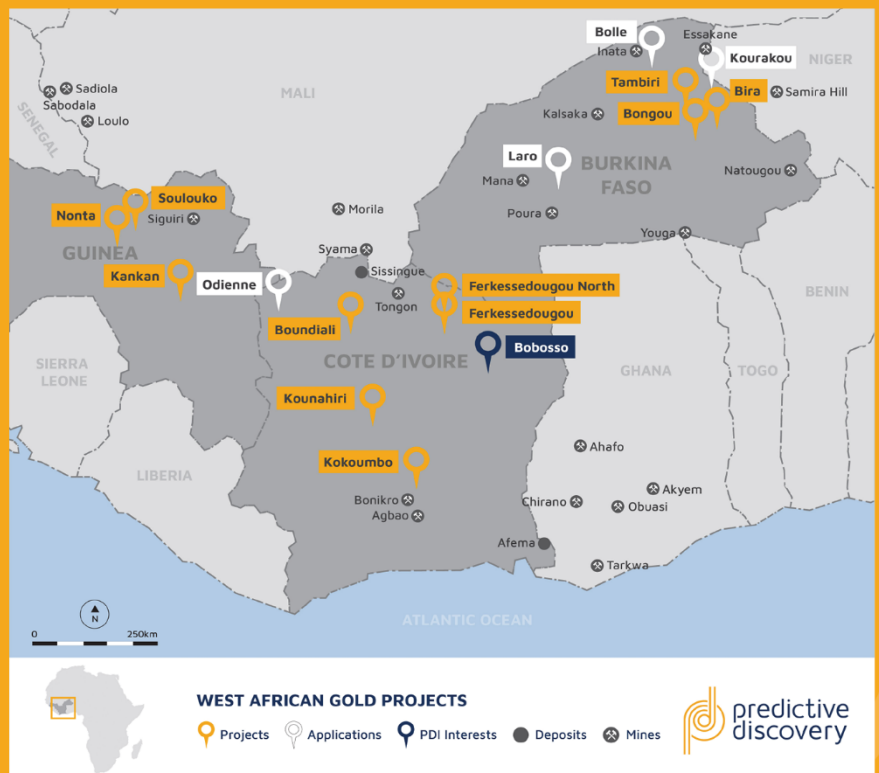 Bolle
Essakane
Inata
Kourakou
NIGER
Tambiri
Bira
Samira Hill
MALI
Sadiola
Sabodala
Loulo
SENEGAL
Kalsaka
Bongou
Laro
BURKINA
FASO
Natougou
Mana
Soulouko
Nonta
Siguiri
Morila
Poura
Youga
GUINEA
Syama
Kankan
Odienne
Sissingue
Tongon
Ferkessedougou North
Ferkessedougou
Boundiali
BENIN
COTE D'IVOIRE
Bobosso
SIERRA
LEONE
GHANA
TOGO
Kounahiri
Kokoumbo
Ahafo
LIBERIA
Bonikro
Agbao
Chirano
Akyem
Obuasi
Afema
Tarkwa
N
0 250km
ATLANTIC OCEAN
WEST AFRICAN GOLD PROJECTS
Projects Applications PDI Interests Deposits Mines
predictive
discovery